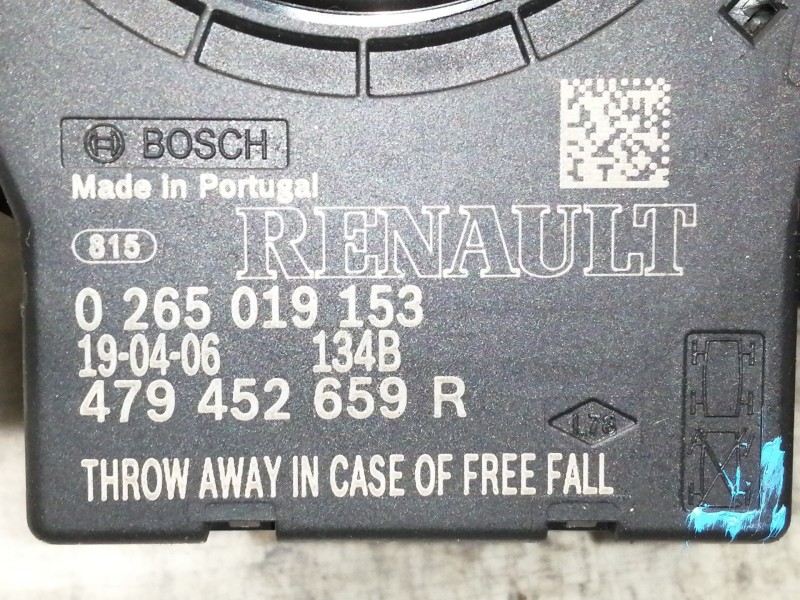 BOSCH
Made in Portugal
815
RENAULT
0 265 019 153
19-04-06 134B
479 452 659 R
THROW AWAY IN CASE OF FREE FALL